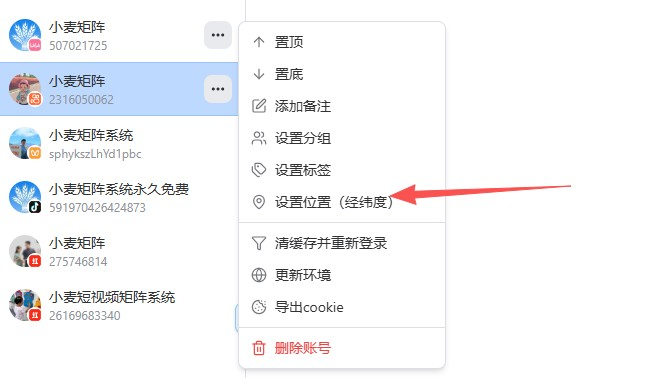 小麦矩阵
507021725
小麦矩阵
2316050062
小麦矩阵系统
sphykszLhYd1pbc
小麦矩阵系统永久免费
591970426424873
小麦矩阵
275746814
小麦短视频矩阵系统
26169683340
置顶
置底
添加备注
设置分组
设置标签
设置位置（经纬度）
清缓存并重新登录
更新环境
导出cookie
删除账号